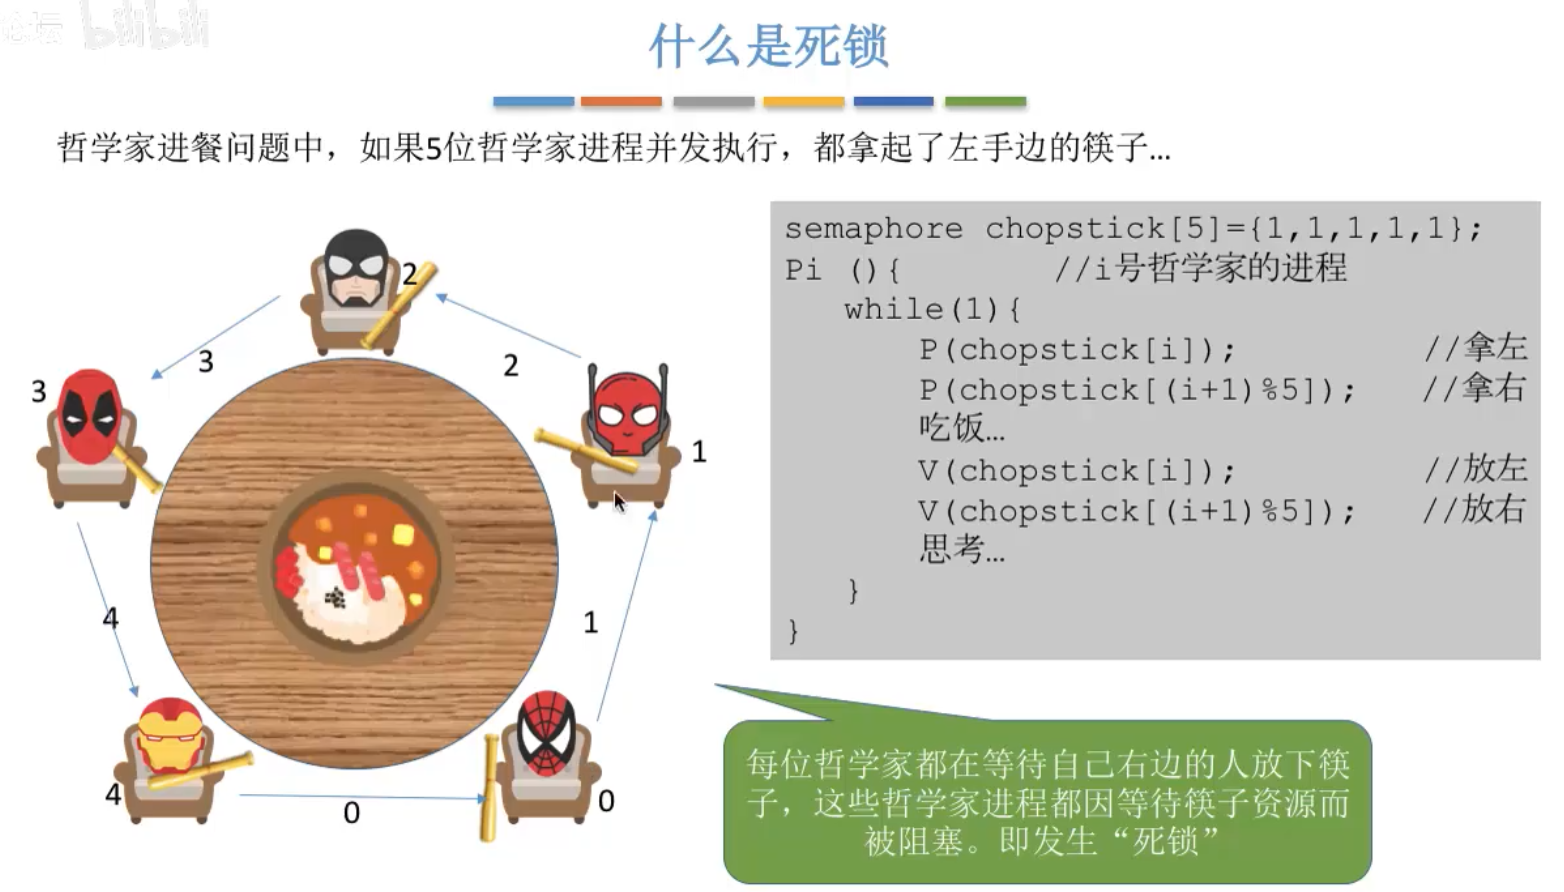 论坛 bilibili
什么是死锁
哲学家进餐问题中，如果5位哲学家进程并发执行，都拿起了左手边的筷子...
2
3
2
3
1
4
1
4
0
0
semaphore chopstick[5]={1,1,1,1,1};
Pi (){ //i号哲学家的进程
while(1){
P(chopstick[i]); //拿左
P(chopstick[(i+1)%5]); //拿右
吃饭...
V(chopstick[i]); //放左
V(chopstick[(i+1)%5]); //放右
思考...
}
}
每位哲学家都在等待自己右边的人放下筷
子，这些哲学家进程都因等待筷子资源而
被阻塞。即发生“死锁”